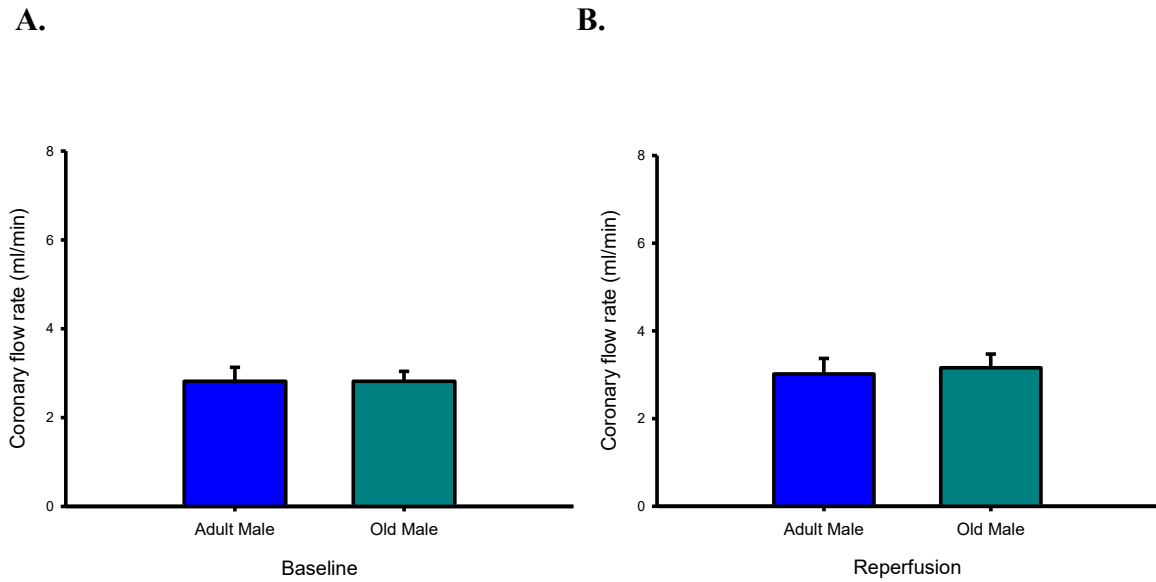 A.
Coronary flow rate (ml/min)
8
6
4
2
0
Adult Male
Old Male
Baseline
B.
Coronary flow rate (ml/min)
8
6
4
2
0
Adult Male
Old Male
Reperfusion